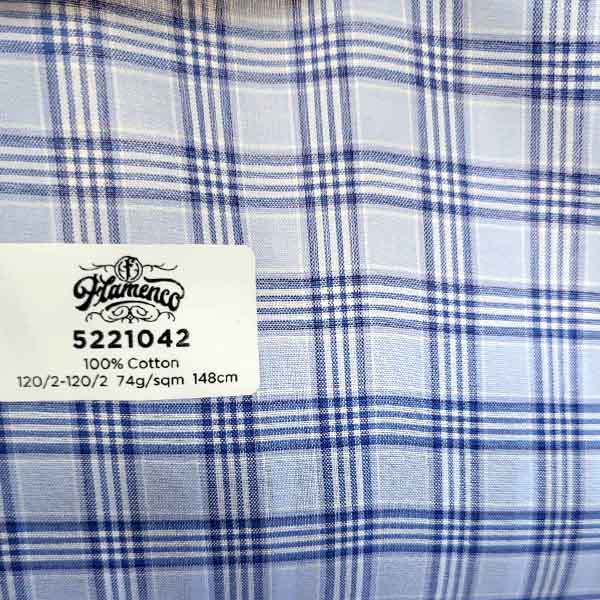 f
Flamenco
5221042
100% Cotton
120/2-120/2 74g/sqm 148cm